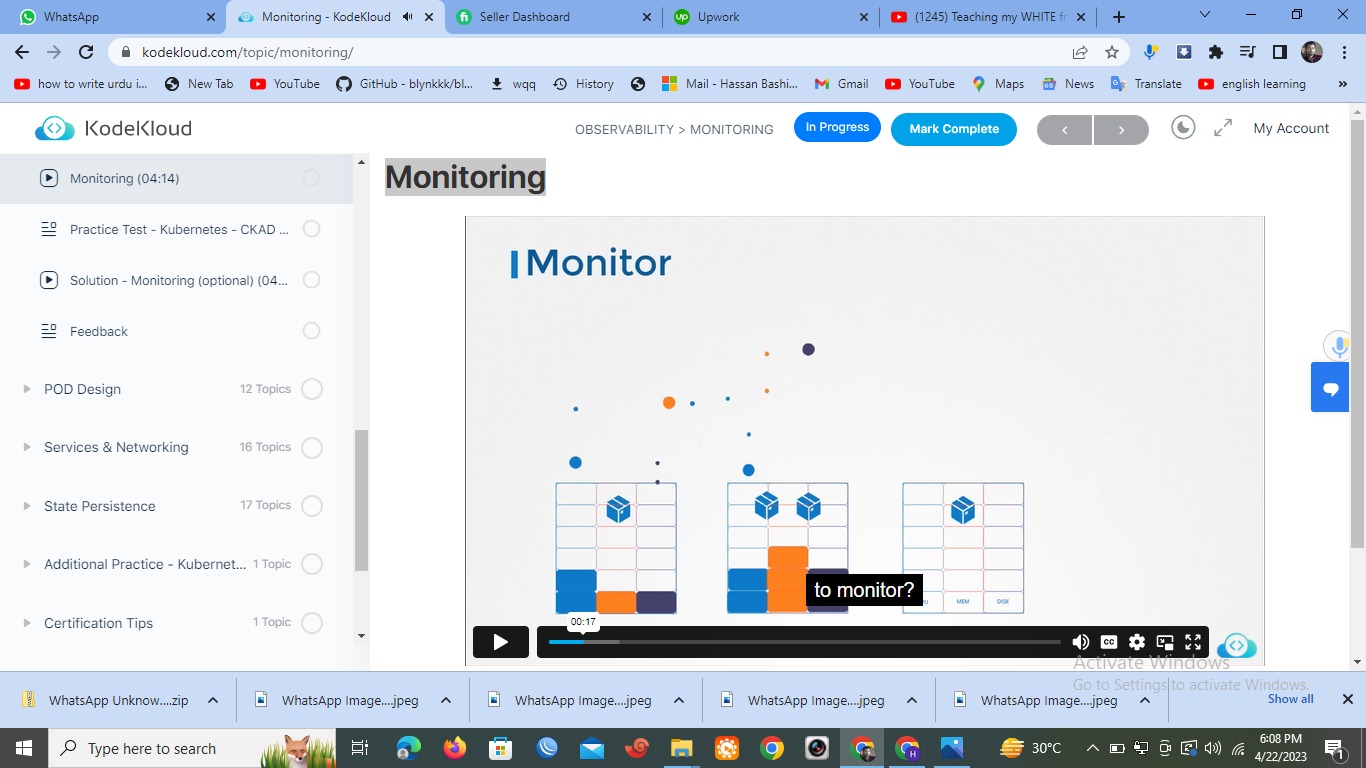 WhatsApp
Monitoring - KodeKloud
Seller Dashboard
Upwork
(1245) Teaching my WHITE fr
kodekloud.com/topic/monitoring/
how to write urdu i...
New Tab
YouTube
GitHub - blynkkk/bl...
wqq
History
Mail - Hassan Bashi...
Gmail
YouTube
Maps
News
Translate
english learning
»
KodeKloud
OBSERVABILITY > MONITORING
In Progress
Mark Complete
My Account
Monitoring (04:14)
Practice Test - Kubernetes - CKAD ...
Solution - Monitoring (optional) (04...
Feedback
POD Design
12 Topics
Services & Networking
16 Topics
State Persistence
17 Topics
Additional Practice - Kubernet...
1 Topic
Certification Tips
1 Topic
Monitoring
Monitor
MEM
DISK
to monitor?
00:17
CC
Activate Windows
Go to Settings to activate Windows.
WhatsApp Unknow....zip
WhatsApp Image....jpeg
WhatsApp Image....jpeg
WhatsApp Image....jpeg
WhatsApp Image....jpeg
Show all
Type here to search
30°C
6:08 PM
4/22/2023